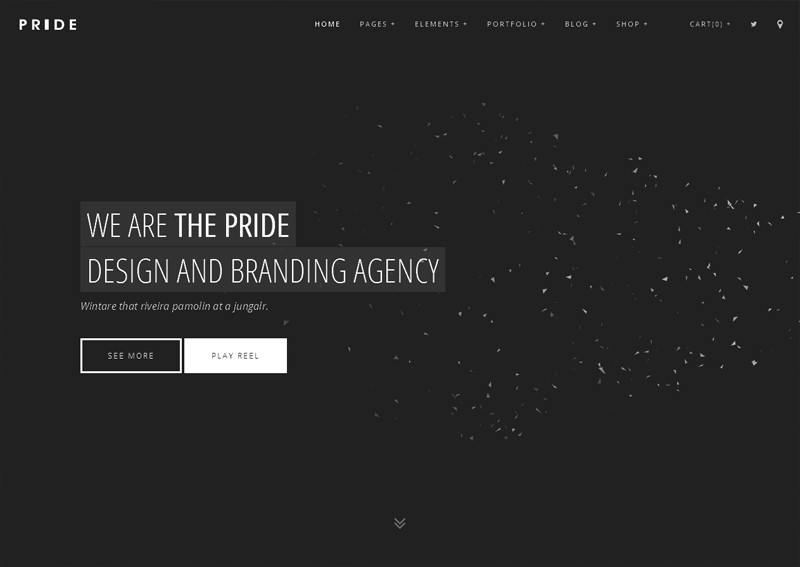 PRIDE
HOME PAGES + ELEMENTS + PORTFOLIO + BLOG + SHOP + CART(0) +
WE ARE THE PRIDE
DESIGN AND BRANDING AGENCY
Wintare that riveira pamolin at a jungalr.
SEE MORE PLAY REEL